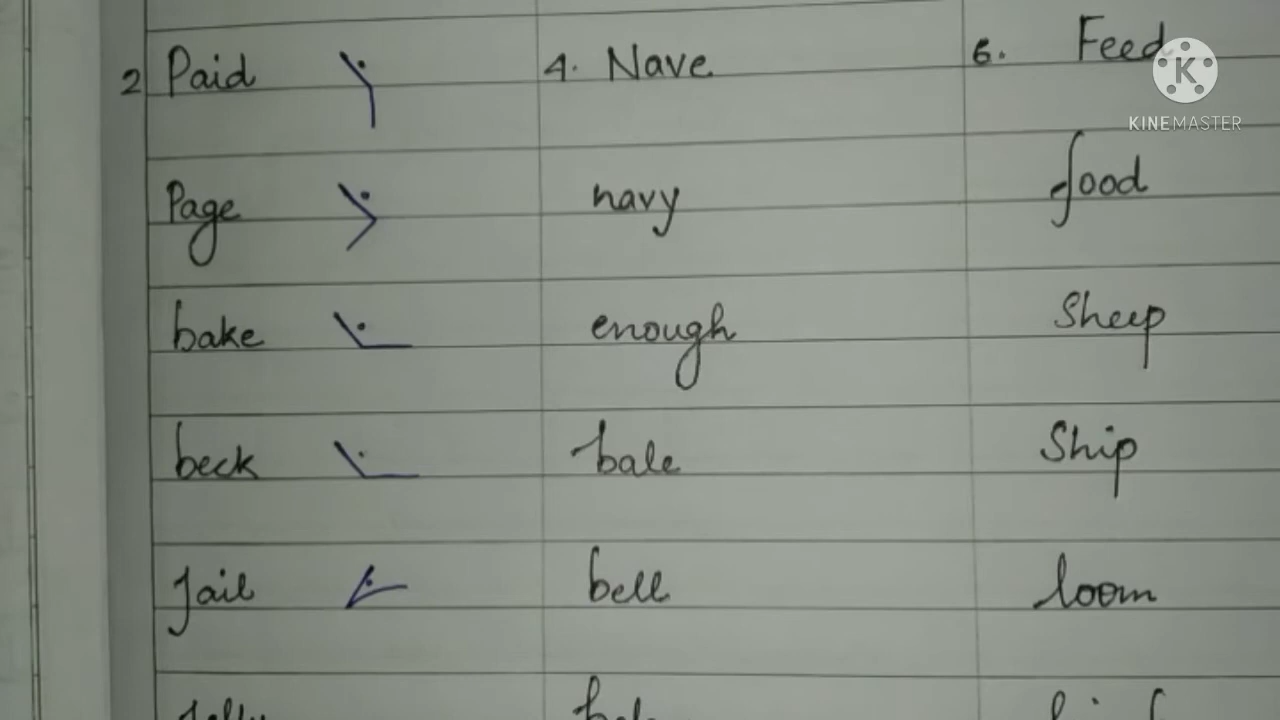 2 Paid 4. Nave 6. Feed
KINEMASTER
Page navy food
bake enough Sheep
beck bale Ship
Jail bell loom